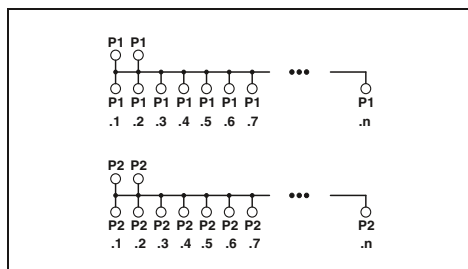 P1 P1
P1 P1 P1 P1 P1 P1 P1 ••• P1
.1 .2 .3 .4 .5 .6 .7 .n
P2 P2
P2 P2 P2 P2 P2 P2 P2 ••• P2
.1 .2 .3 .4 .5 .6 .7 .n